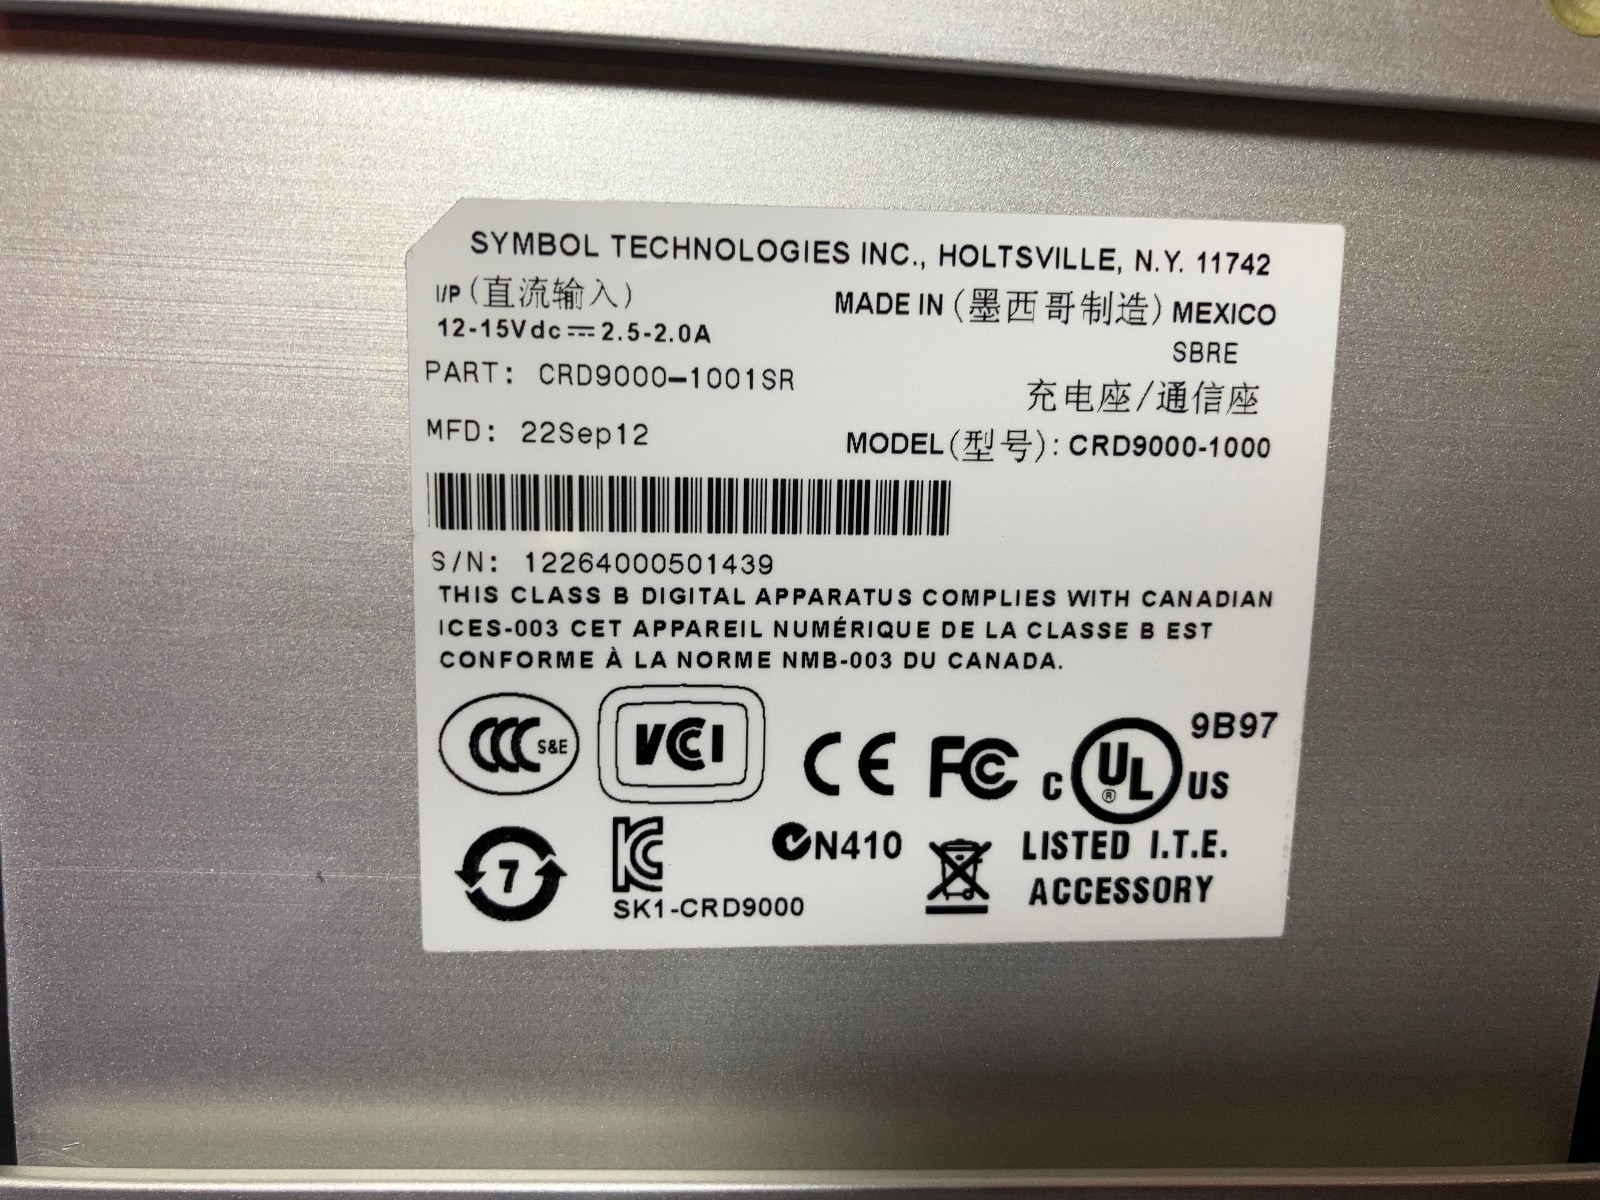 SYMBOL TECHNOLOGIES INC., HOLTSVILLE, N.Y. 11742
I/P (直流输入)
12-15Vdc ⎓ 2.5-2.0A
MADE IN (墨西哥制造) MEXICO
SBRE
PART: CRD9000-1001SR
充电座/通信座
MFD: 22Sep12
MODEL (型号): CRD9000-1000
S/N: 12264000501439
THIS CLASS B DIGITAL APPARATUS COMPLIES WITH CANADIAN
ICES-003 CET APPAREIL NUMÉRIQUE DE LA CLASSE B EST
CONFORME À LA NORME NMB-003 DU CANADA.
CCC S&E
VCCI
CE
FC
C UL® US
9B97
LISTED I.T.E.
ACCESSORY
7
KC
SK1-CRD9000
N410